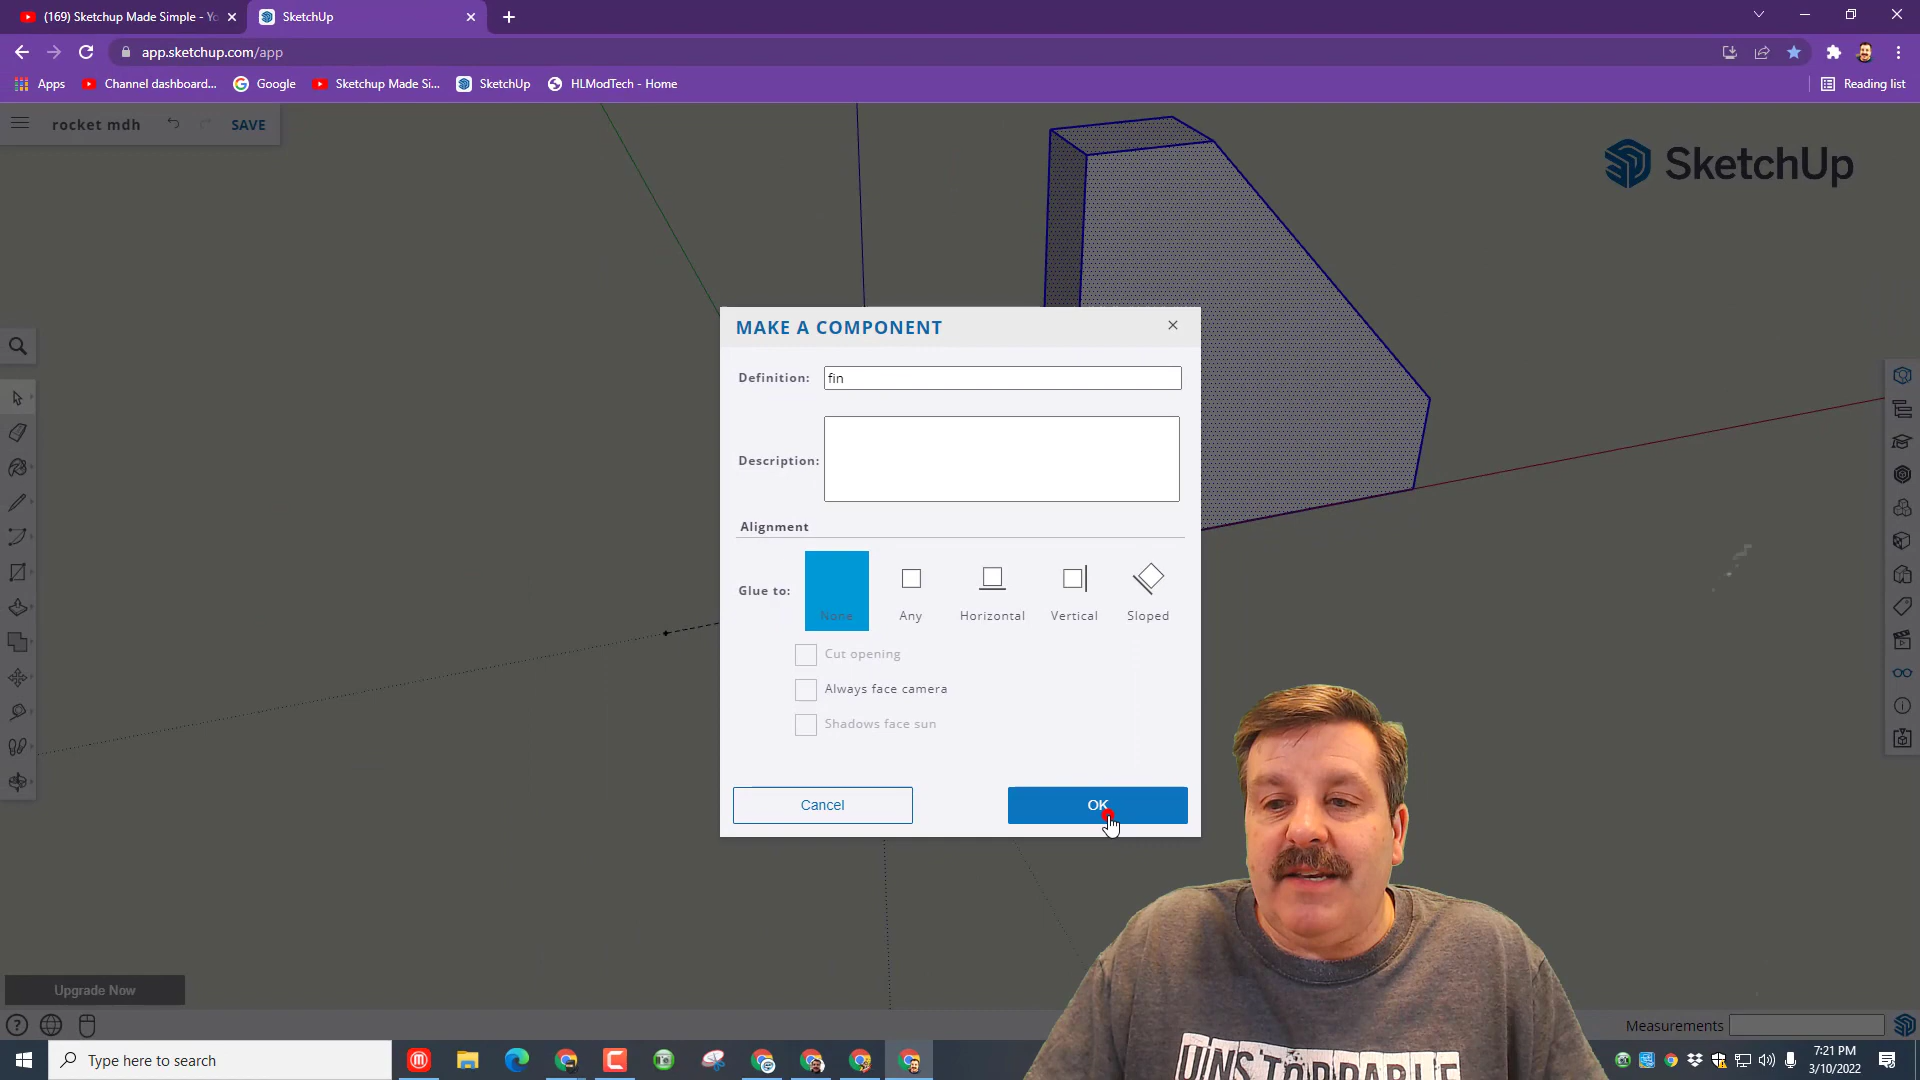 (169) Sketchup Made Simple - Yo
SketchUp
app.sketchup.com/app
Apps
Channel dashboard...
Google
Sketchup Made Si...
SketchUp
HLModTech - Home
Reading list
rocket mdh
SAVE
SketchUp
MAKE A COMPONENT
Definition:
fin
Description:
Alignment
Glue to:
None
Any
Horizontal
Vertical
Sloped
Cut opening
Always face camera
Shadows face sun
Cancel
OK
Upgrade Now
Measurements
Type here to search
7:21 PM
3/10/2022
UNSTOPPABLE